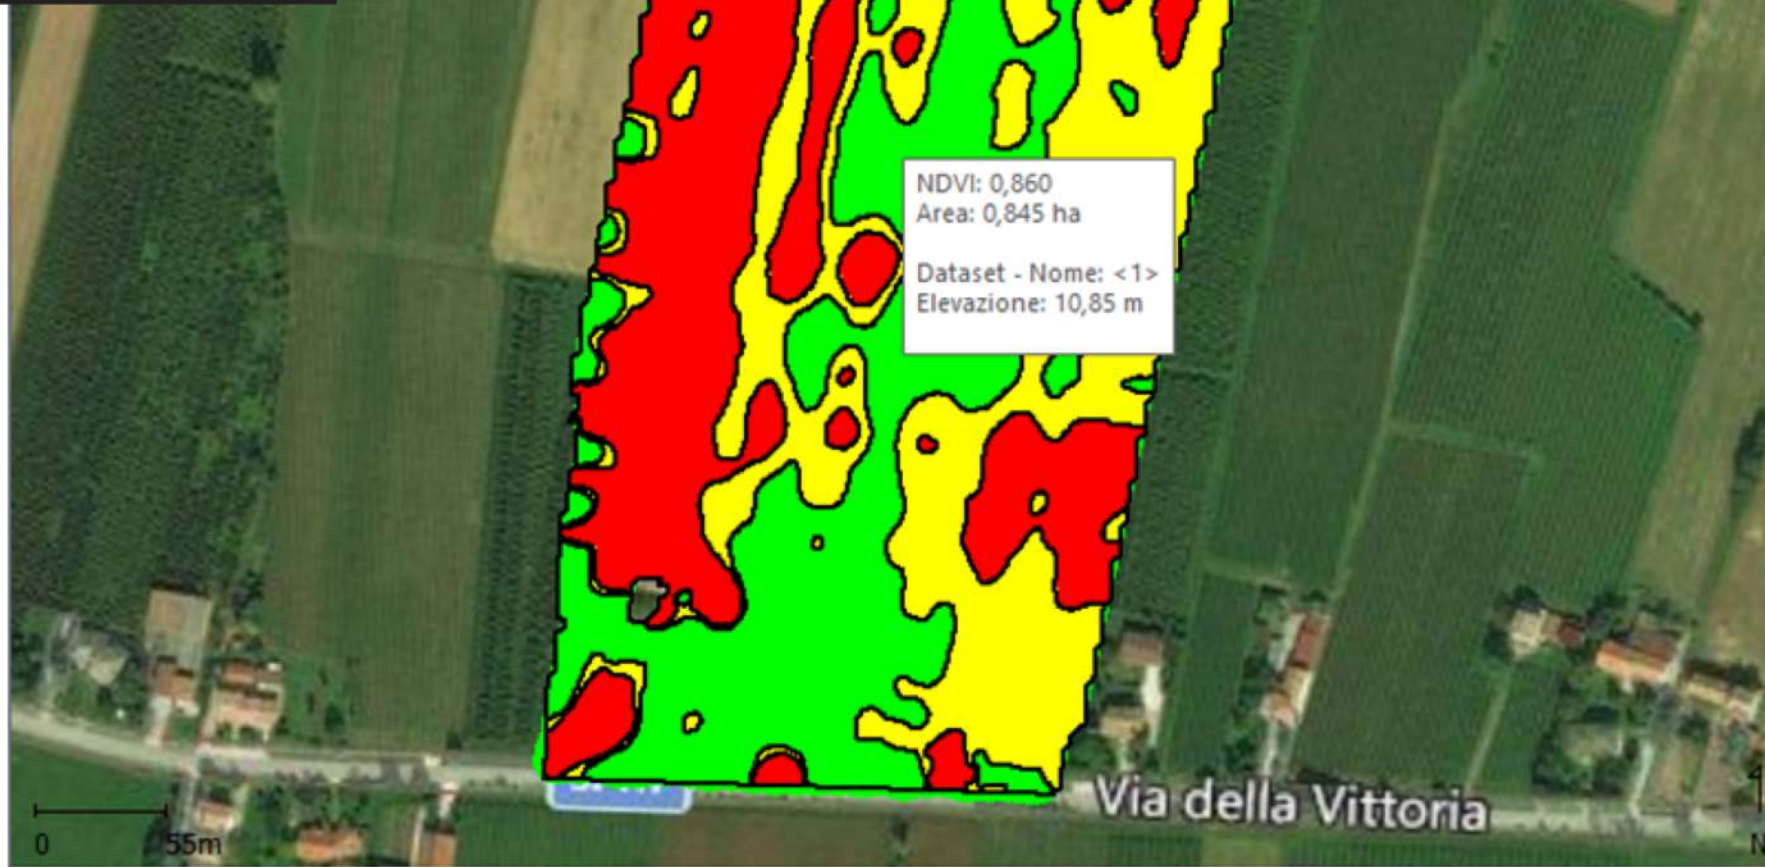 NDVI: 0,860
Area: 0,845 ha
Dataset - Nome: <1>
Elevazione: 10,85 m
Via della Vittoria
0
55m
N